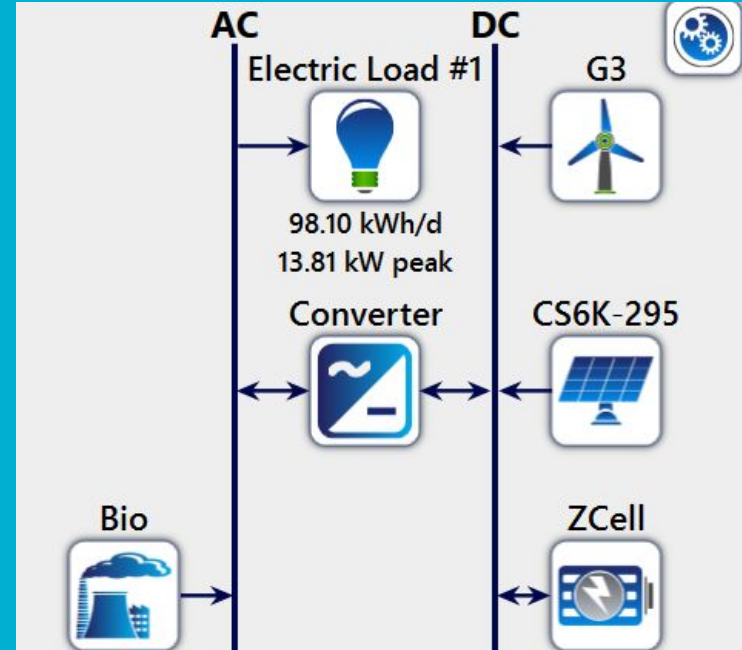 AC
DC
Electric Load #1
G3
98.10 kWh/d
13.81 kW peak
Converter
CS6K-295
Bio
ZCell